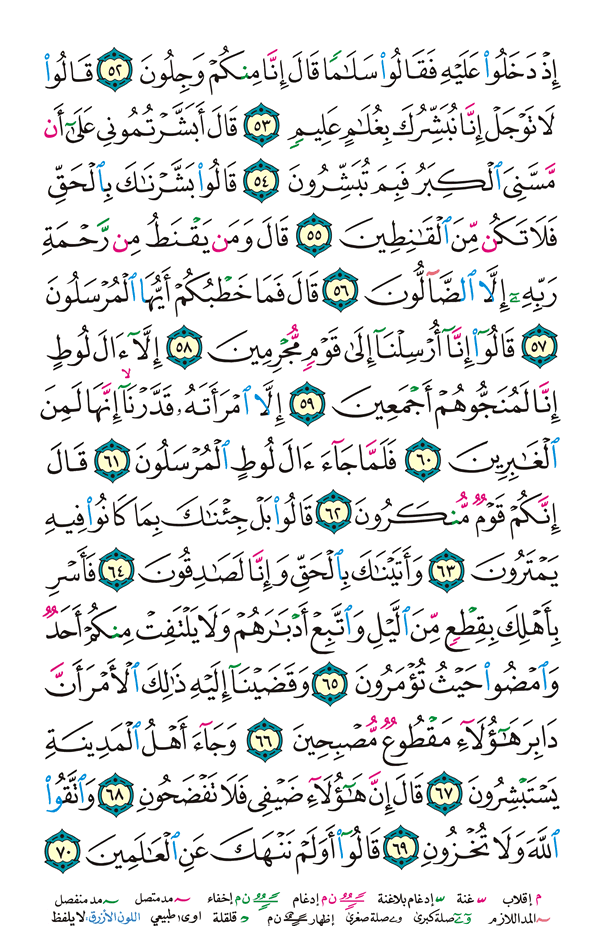 إِذْ دَخَلُوا۟ عَلَيْهِ فَقَالُوا۟ سَلَـٰمًا قَالَ إِنَّا مِنكُمْ وَجِلُونَ ٥٢ قَالُوا۟
لَا تَوْجَلْ إِنَّا نُبَشِّرُكَ بِغُلَـٰمٍ عَلِيمٍ ٥٣ قَالَ أَبَشَّرْتُمُونِى عَلَىٰٓ أَن
مَّسَّنِىَ ٱلْكِبَرُ فَبِمَ تُبَشِّرُونَ ٥٤ قَالُوا۟ بَشَّرْنَـٰكَ بِٱلْحَقِّ
فَلَا تَكُن مِّنَ ٱلْقَـٰنِطِينَ ٥٥ قَالَ وَمَن يَقْنَطُ مِن رَّحْمَةِ
رَبِّهِۦٓ إِلَّا ٱلضَّآلُّونَ ٥٦ قَالَ فَمَا خَطْبُكُمْ أَيُّهَا ٱلْمُرْسَلُونَ
٥٧ قَالُوٓا۟ إِنَّآ أُرْسِلْنَآ إِلَىٰ قَوْمٍ مُّجْرِمِينَ ٥٨ إِلَّآ ءَالَ لُوطٍ
إِنَّا لَمُنَجُّوهُمْ أَجْمَعِينَ ٥٩ إِلَّا ٱمْرَأَتَهُۥ قَدَّرْنَآ ۙ إِنَّهَا لَمِنَ
ٱلْغَـٰبِرِينَ ٦٠ فَلَمَّا جَآءَ ءَالَ لُوطٍ ٱلْمُرْسَلُونَ ٦١ قَالَ
إِنَّكُمْ قَوْمٌ مُّنكَرُونَ ٦٢ قَالُوا۟ بَلْ جِئْنَـٰكَ بِمَا كَانُوا۟ فِيهِ
يَمْتَرُونَ ٦٣ وَأَتَيْنَـٰكَ بِٱلْحَقِّ وَإِنَّا لَصَـٰدِقُونَ ٦٤ فَأَسْرِ
بِأَهْلِكَ بِقِطْعٍ مِّنَ ٱلَّيْلِ وَٱتَّبِعْ أَدْبَـٰرَهُمْ وَلَا يَلْتَفِتْ مِنكُمْ أَحَدٌ
وَٱمْضُوا۟ حَيْثُ تُؤْمَرُونَ ٦٥ وَقَضَيْنَآ إِلَيْهِ ذَٰلِكَ ٱلْأَمْرَ أَنَّ
دَابِرَ هَـٰٓؤُلَآءِ مَقْطُوعٌ مُّصْبِحِينَ ٦٦ وَجَآءَ أَهْلُ ٱلْمَدِينَةِ
يَسْتَبْشِرُونَ ٦٧ قَالَ إِنَّ هَـٰٓؤُلَآءِ ضَيْفِى فَلَا تَفْضَحُونِ ٦٨ وَٱتَّقُوا۟
ٱللَّهَ وَلَا تُخْزُونِ ٦٩ قَالُوٓا۟ أَوَلَمْ نَنْهَكَ عَنِ ٱلْعَـٰلَمِينَ ٧٠
م إقلاب غنة إدغام بلاغنة ن م إدغام ن م إخفاء مد متصل مد منفصل
المد اللازم صلة كبرى صلة صغرى إظهار ن م قلقلة اوى طبيعي اللون الأزرق: لا يلفظ